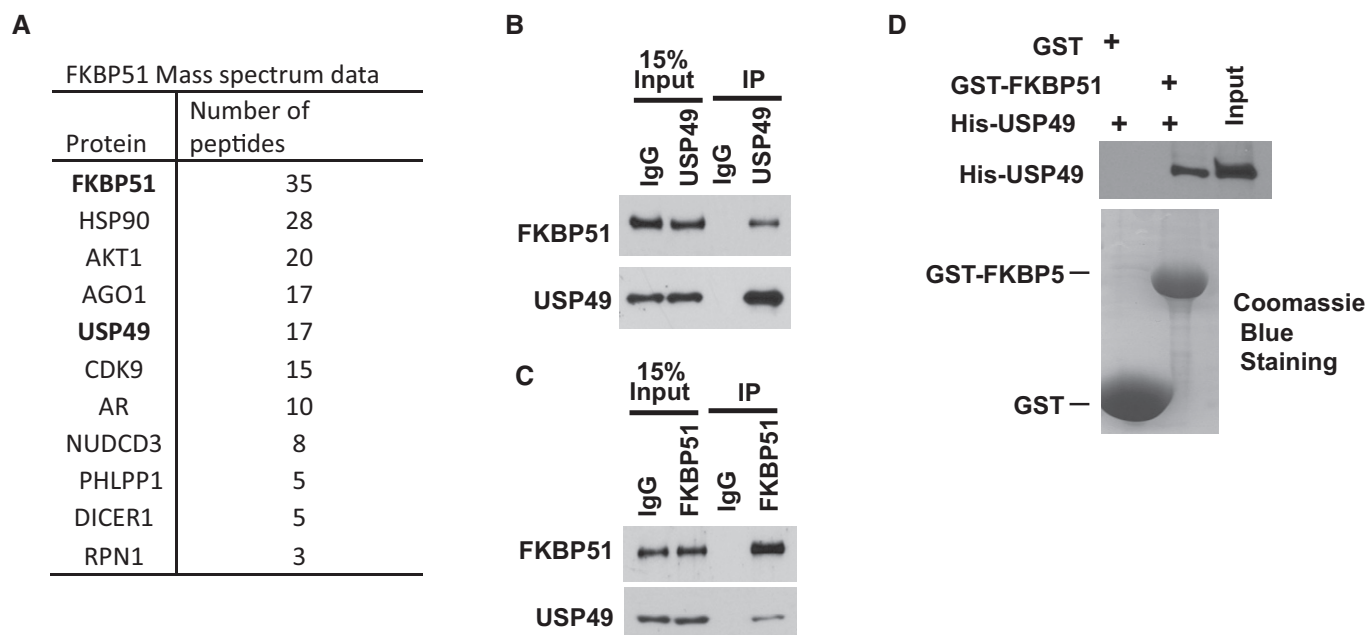 A
FKBP51 Mass spectrum data
Protein Number of peptides
FKBP51 35
HSP90 28
AKT1 20
AGO1 17
USP49 17
CDK9 15
AR 10
NUDCD3 8
PHLPP1 5
DICER1 5
RPN1 3
B
15% Input IP
IgG USP49 IgG USP49
FKBP51
USP49
C
15% Input IP
IgG FKBP51 IgG FKBP51
FKBP51
USP49
D
GST +
GST-FKBP51 +
His-USP49 + +
Input
His-USP49
GST-FKBP5
GST
Coomassie
Blue
Staining